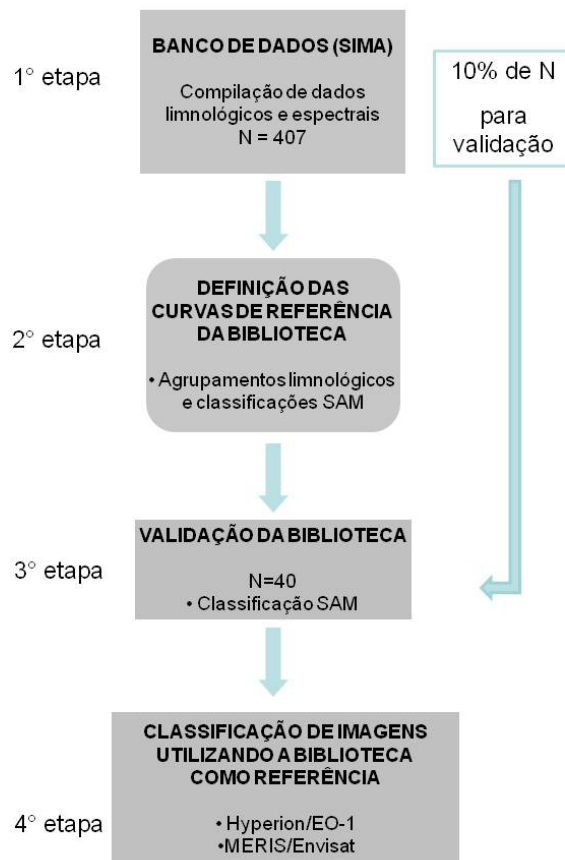 1° etapa
BANCO DE DADOS (SIMA)
Compilação de dados
limnológicos e espectrais
N = 407
10% de N
para
validação
2° etapa
DEFINIÇÃO DAS
CURVAS DE REFERÊNCIA
DA BIBLIOTECA
• Agrupamentos limnológicos
e classificações SAM
3° etapa
VALIDAÇÃO DA BIBLIOTECA
N=40
• Classificação SAM
4° etapa
CLASSIFICAÇÃO DE IMAGENS
UTILIZANDO A BIBLIOTECA
COMO REFERÊNCIA
• Hyperion/EO-1
• MERIS/Envisat